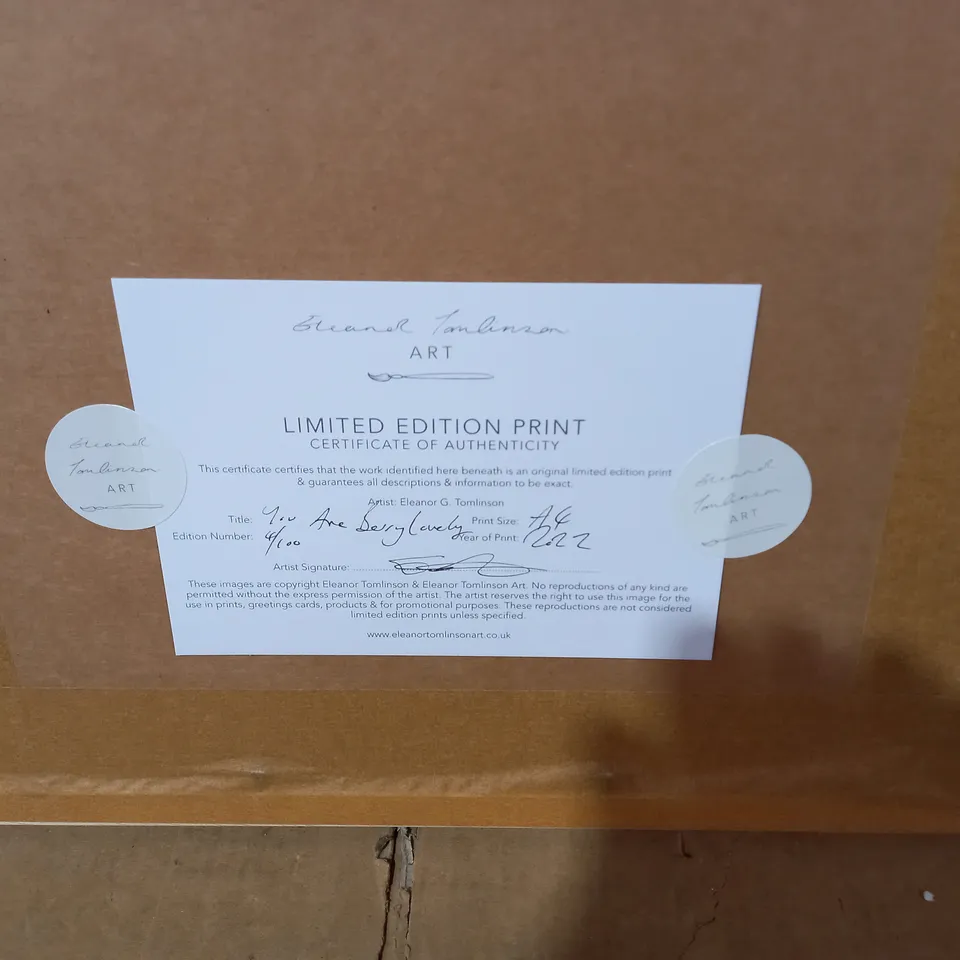 Eleanor Tomlinson
ART
LIMITED EDITION PRINT
CERTIFICATE OF AUTHENTICITY
This certificate certifies that the work identified here beneath is an original limited edition print
& guarantees all descriptions & information to be exact.
Artist: Eleanor G. Tomlinson
Title: You Are Berry Lovely Print Size: A4
Edition Number: 4/100 Year of Print: 2022
Artist Signature:
These images are copyright Eleanor Tomlinson & Eleanor Tomlinson Art. No reproductions of any kind are
permitted without the express permission of the artist. The artist reserves the right to use this image for the
use in prints, greetings cards, products & for promotional purposes. These reproductions are not considered
limited edition prints unless specified.
www.eleanortomlinsonart.co.uk
Eleanor
Tomlinson
ART
Eleanor
Tomlinson
ART